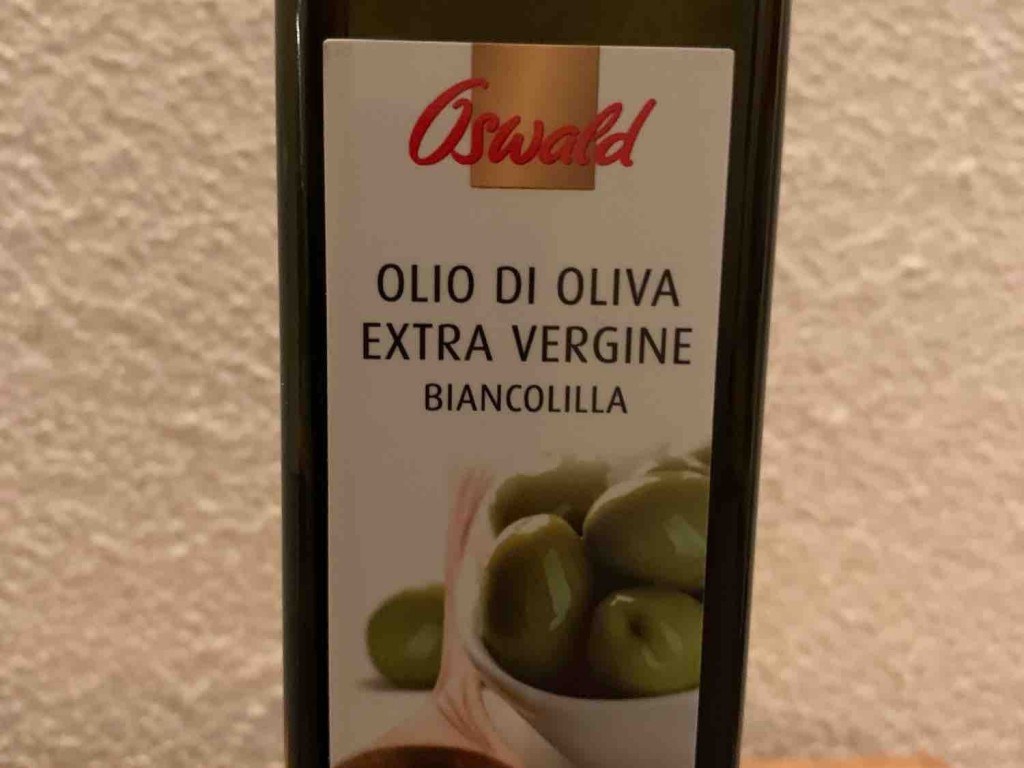 Oswald
OLIO DI OLIVA
EXTRA VERGINE
BIANCOLILLA